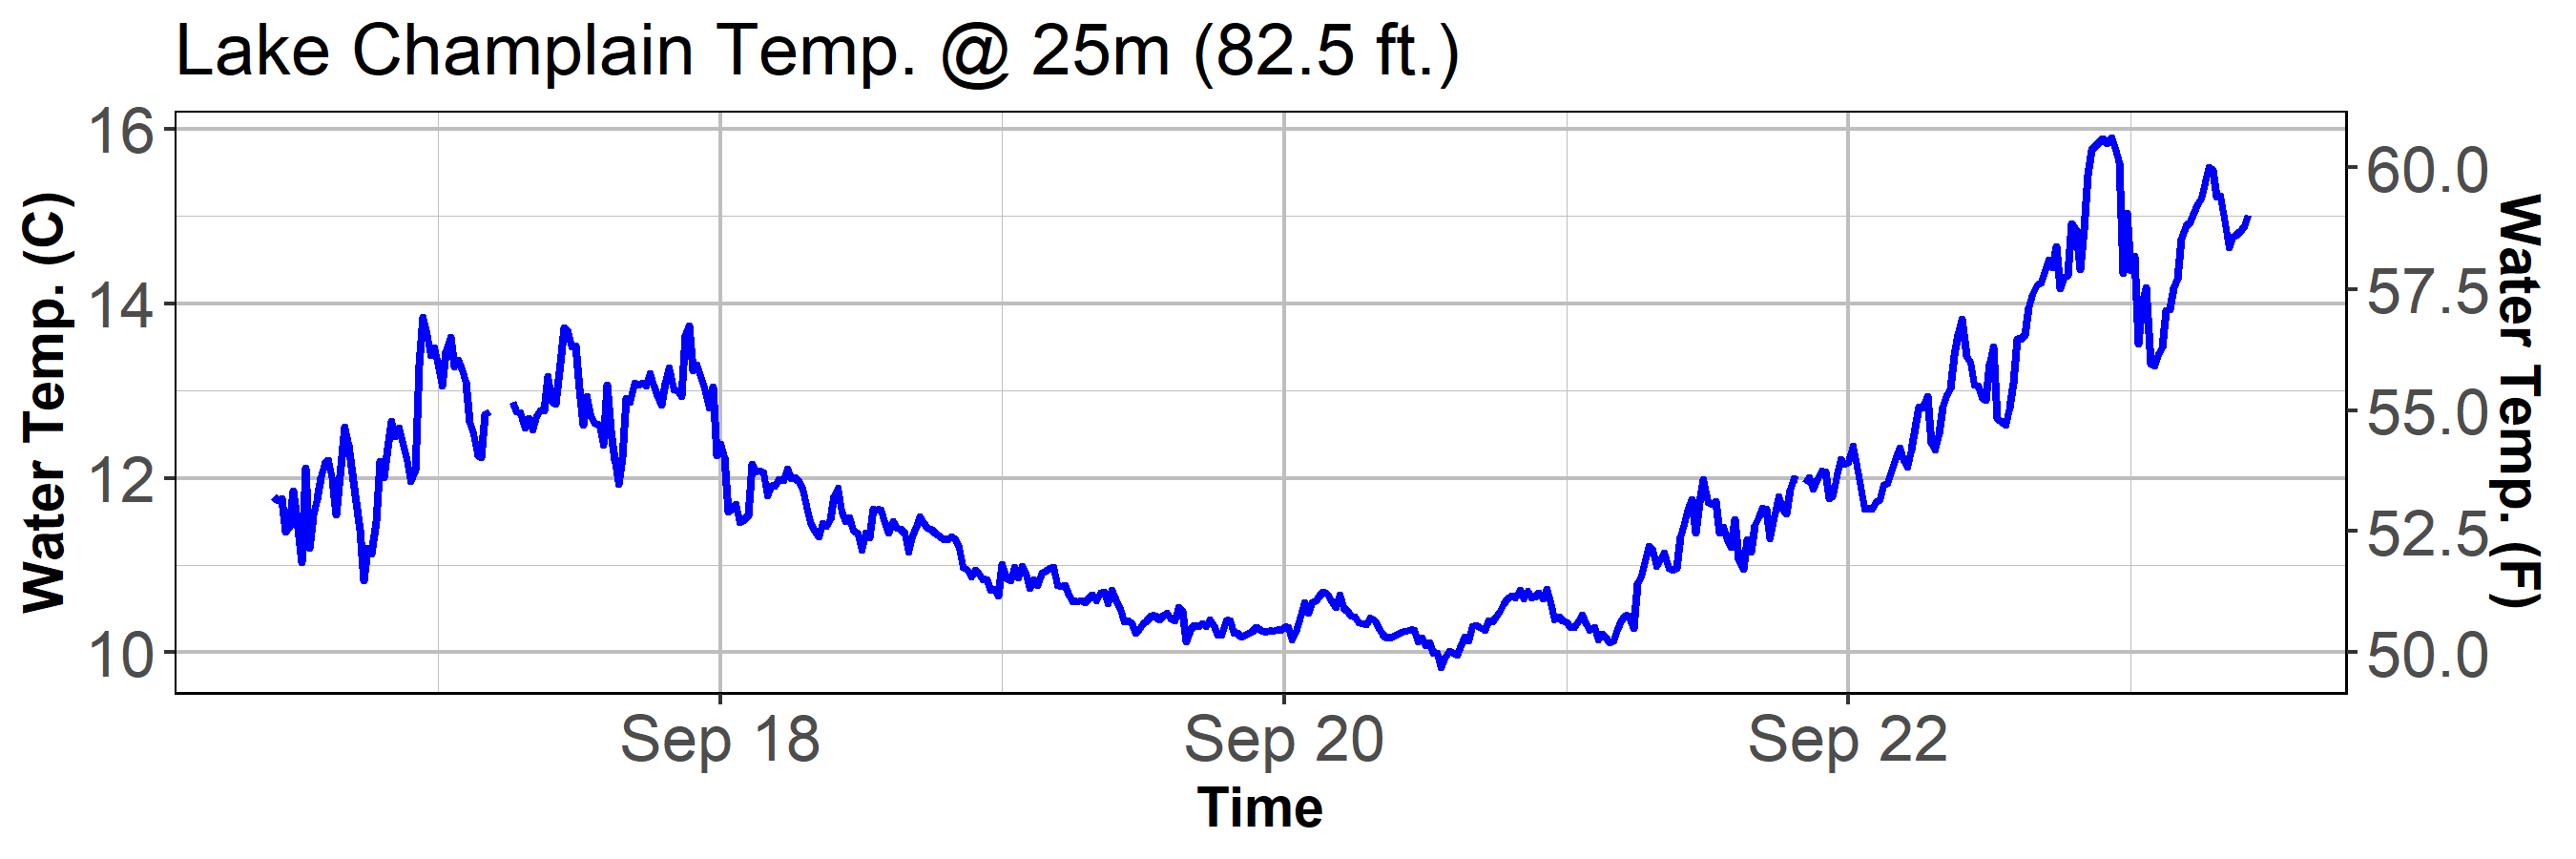 Lake Champlain Temp. @ 25m (82.5 ft.)
Water Temp. (C)
16
14
12
10
60.0
57.5
55.0
52.5
50.0
Water Temp. (F)
Sep 18
Sep 20
Sep 22
Time